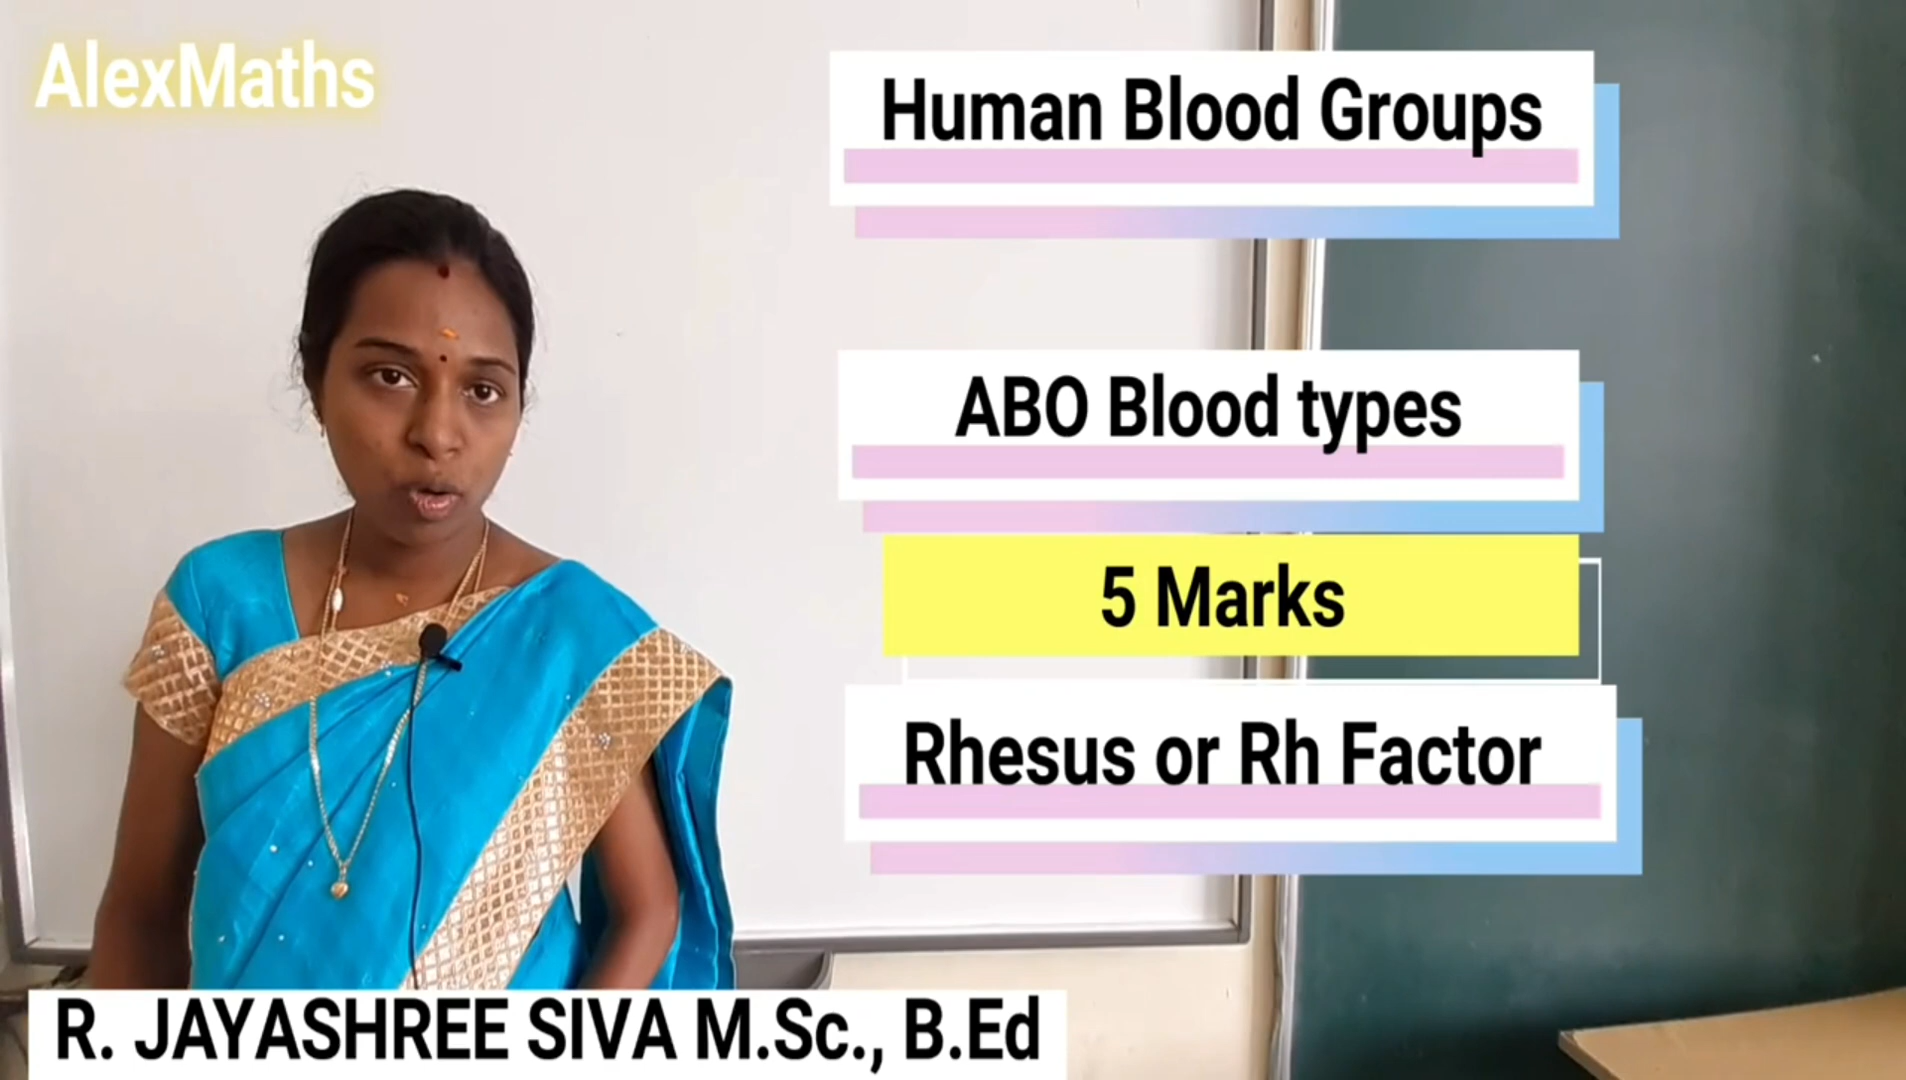 AlexMaths
Human Blood Groups
ABO Blood types
5 Marks
Rhesus or Rh Factor
R. JAYASHREE SIVA M.Sc., B.Ed